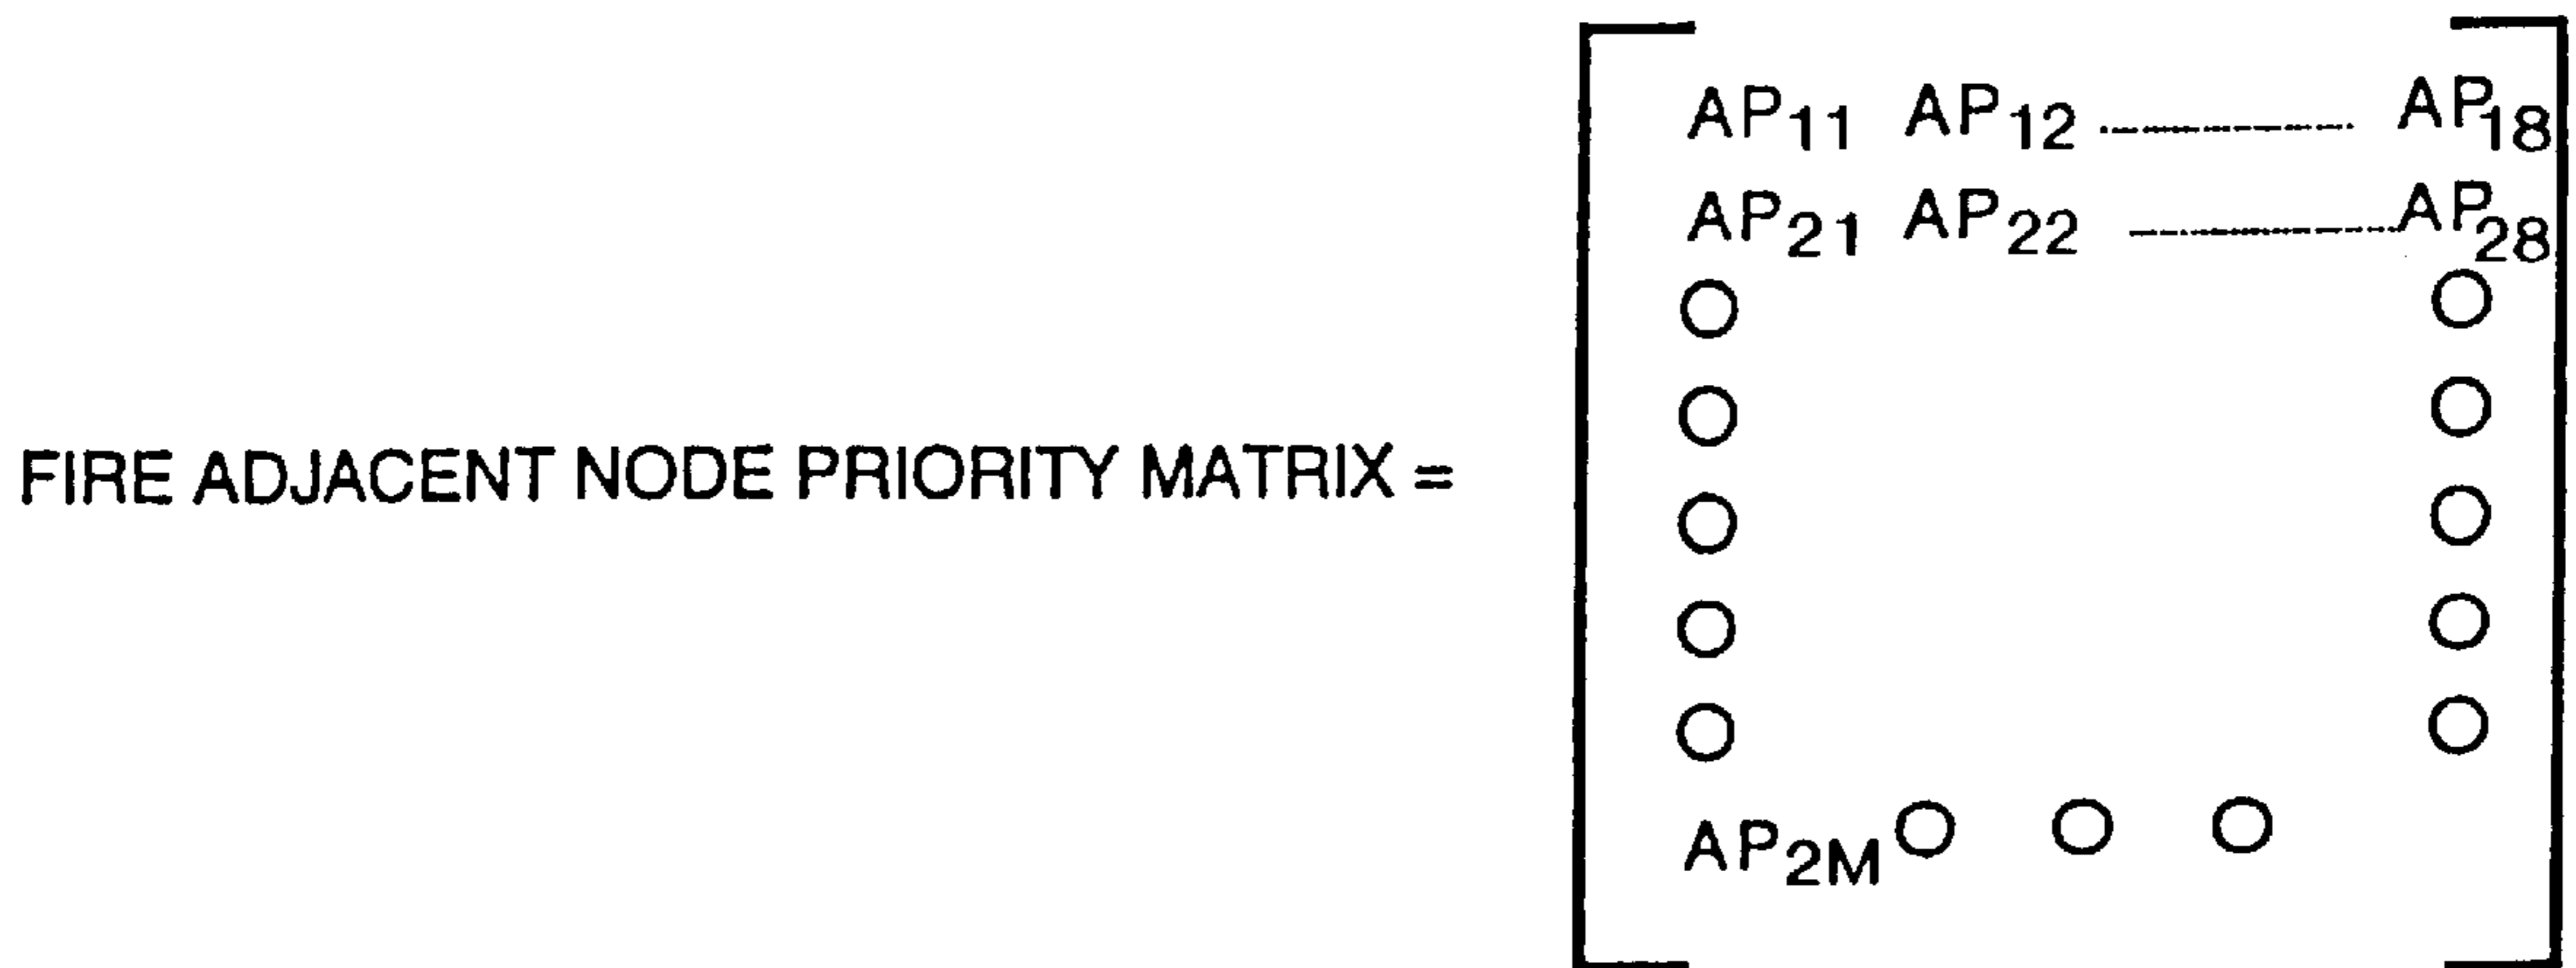 AP11 AP12 ---------- AP18
AP21 AP22 ---------- AP28
FIRE ADJACENT NODE PRIORITY MATRIX =
AP2M O O O